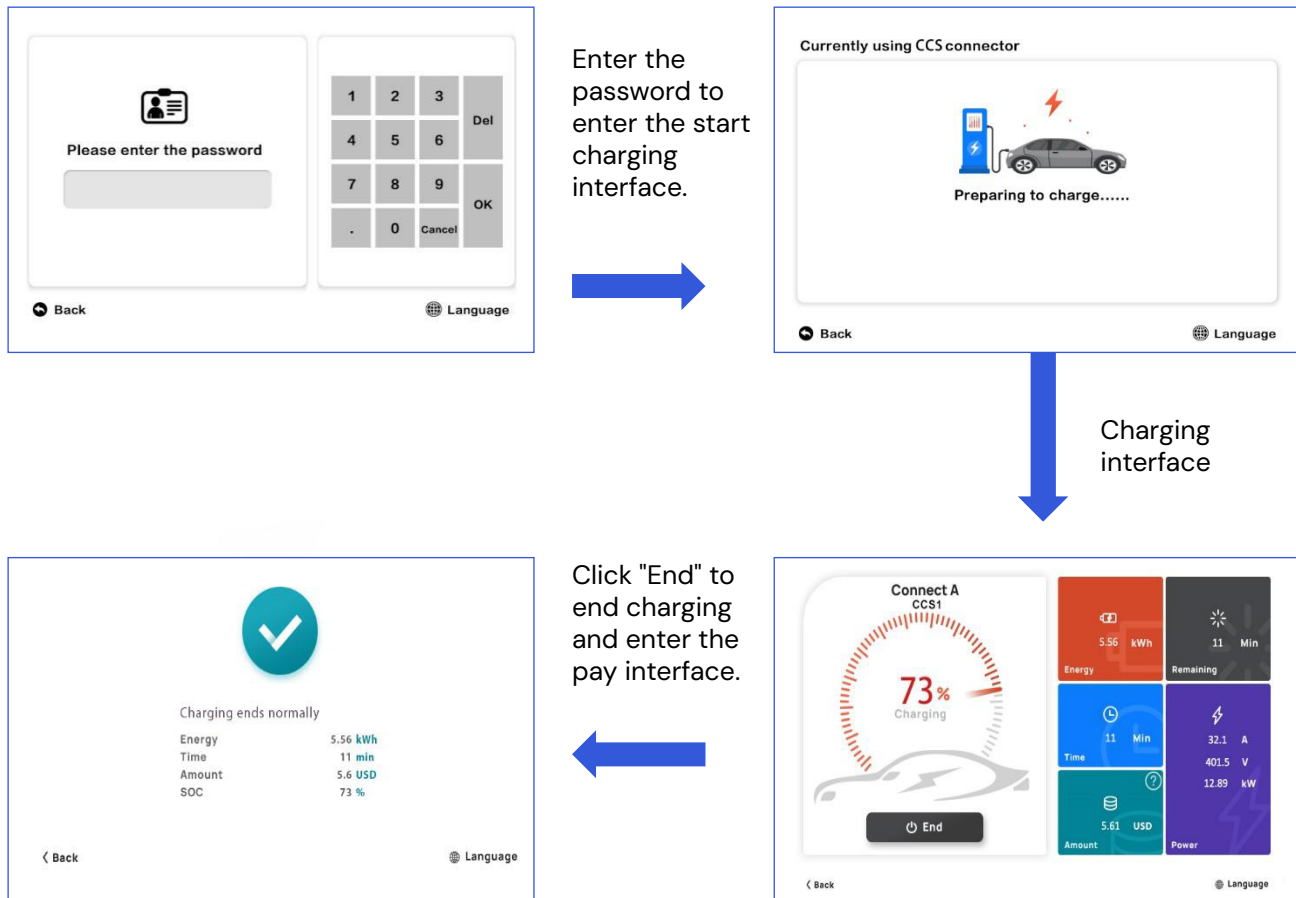 Please enter the password
1 2 3 Del
4 5 6
7 8 9 OK
. 0 Cancel
Back
Language
Enter the
password to
enter the start
charging
interface.
Currently using CCS connector
Preparing to charge......
Back
Language
Charging
interface
Connect A
CCS1
73%
Charging
End
5.56 kWh
Energy
11 Min
Remaining
11 Min
Time
32.1 A
401.5 V
12.89 kW
Power
?
5.61 USD
Amount
Back
Language
Click "End" to
end charging
and enter the
pay interface.
Charging ends normally
Energy 5.56 kWh
Time 11 min
Amount 5.6 USD
SOC 73 %
Back
Language